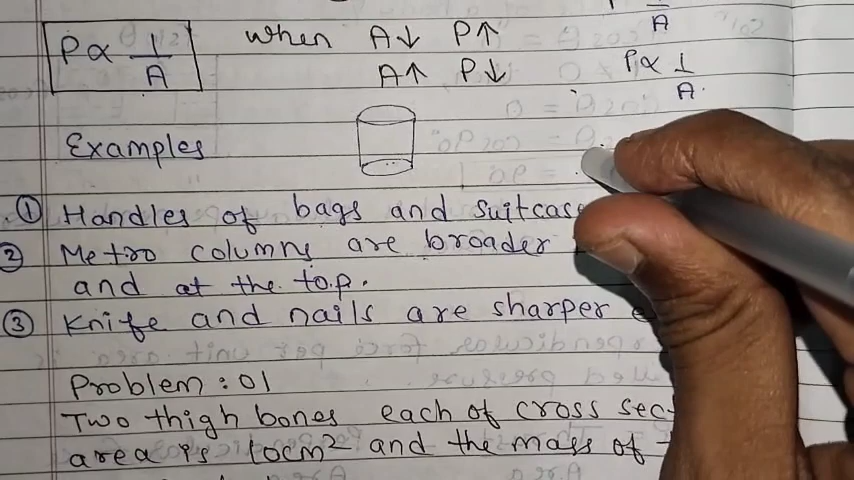 A
P ∝ 1/A when A↓ P↑
A↑ P↓
P ∝ 1/A.
Examples
① Handles of bags and suitcas
② Metro columns are broader
and at the top.
③ Knife and nails are sharper e
Problem : 01
Two thigh bones each of cross sec
area is 10cm² and the mass of